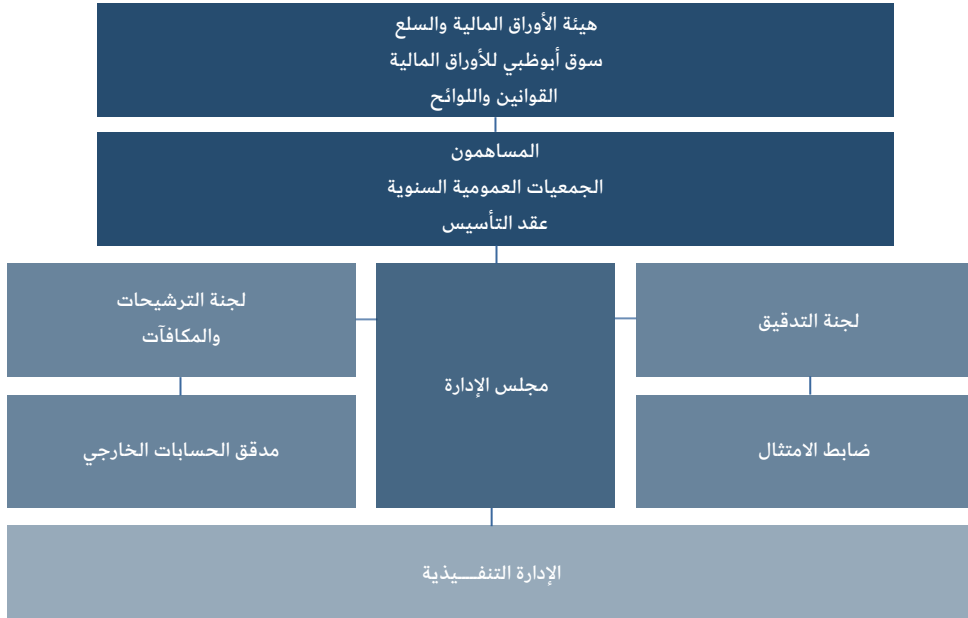 هيئة الأوراق المالية والسلع
سوق أبوظبي للأوراق المالية
القوانين واللوائح
المساهمون
الجمعيات العمومية السنوية
عقد التأسيس
لجنة التدقيق
مجلس الإدارة
لجنة الترشيحات
والمكافآت
ضابط الامتثال
مدقق الحسابات الخارجي
الإدارة التنفـــيذية